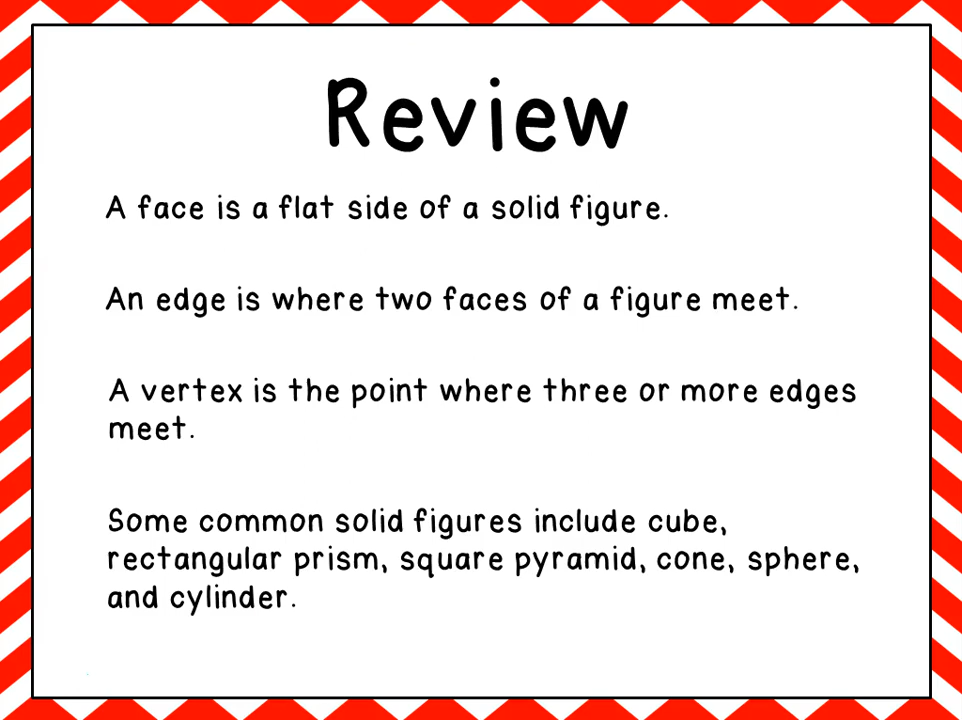 Review
A face is a flat side of a solid figure.
An edge is where two faces of a figure meet.
A vertex is the point where three or more edges
meet.
Some common solid figures include cube,
rectangular prism, square pyramid, cone, sphere,
and cylinder.